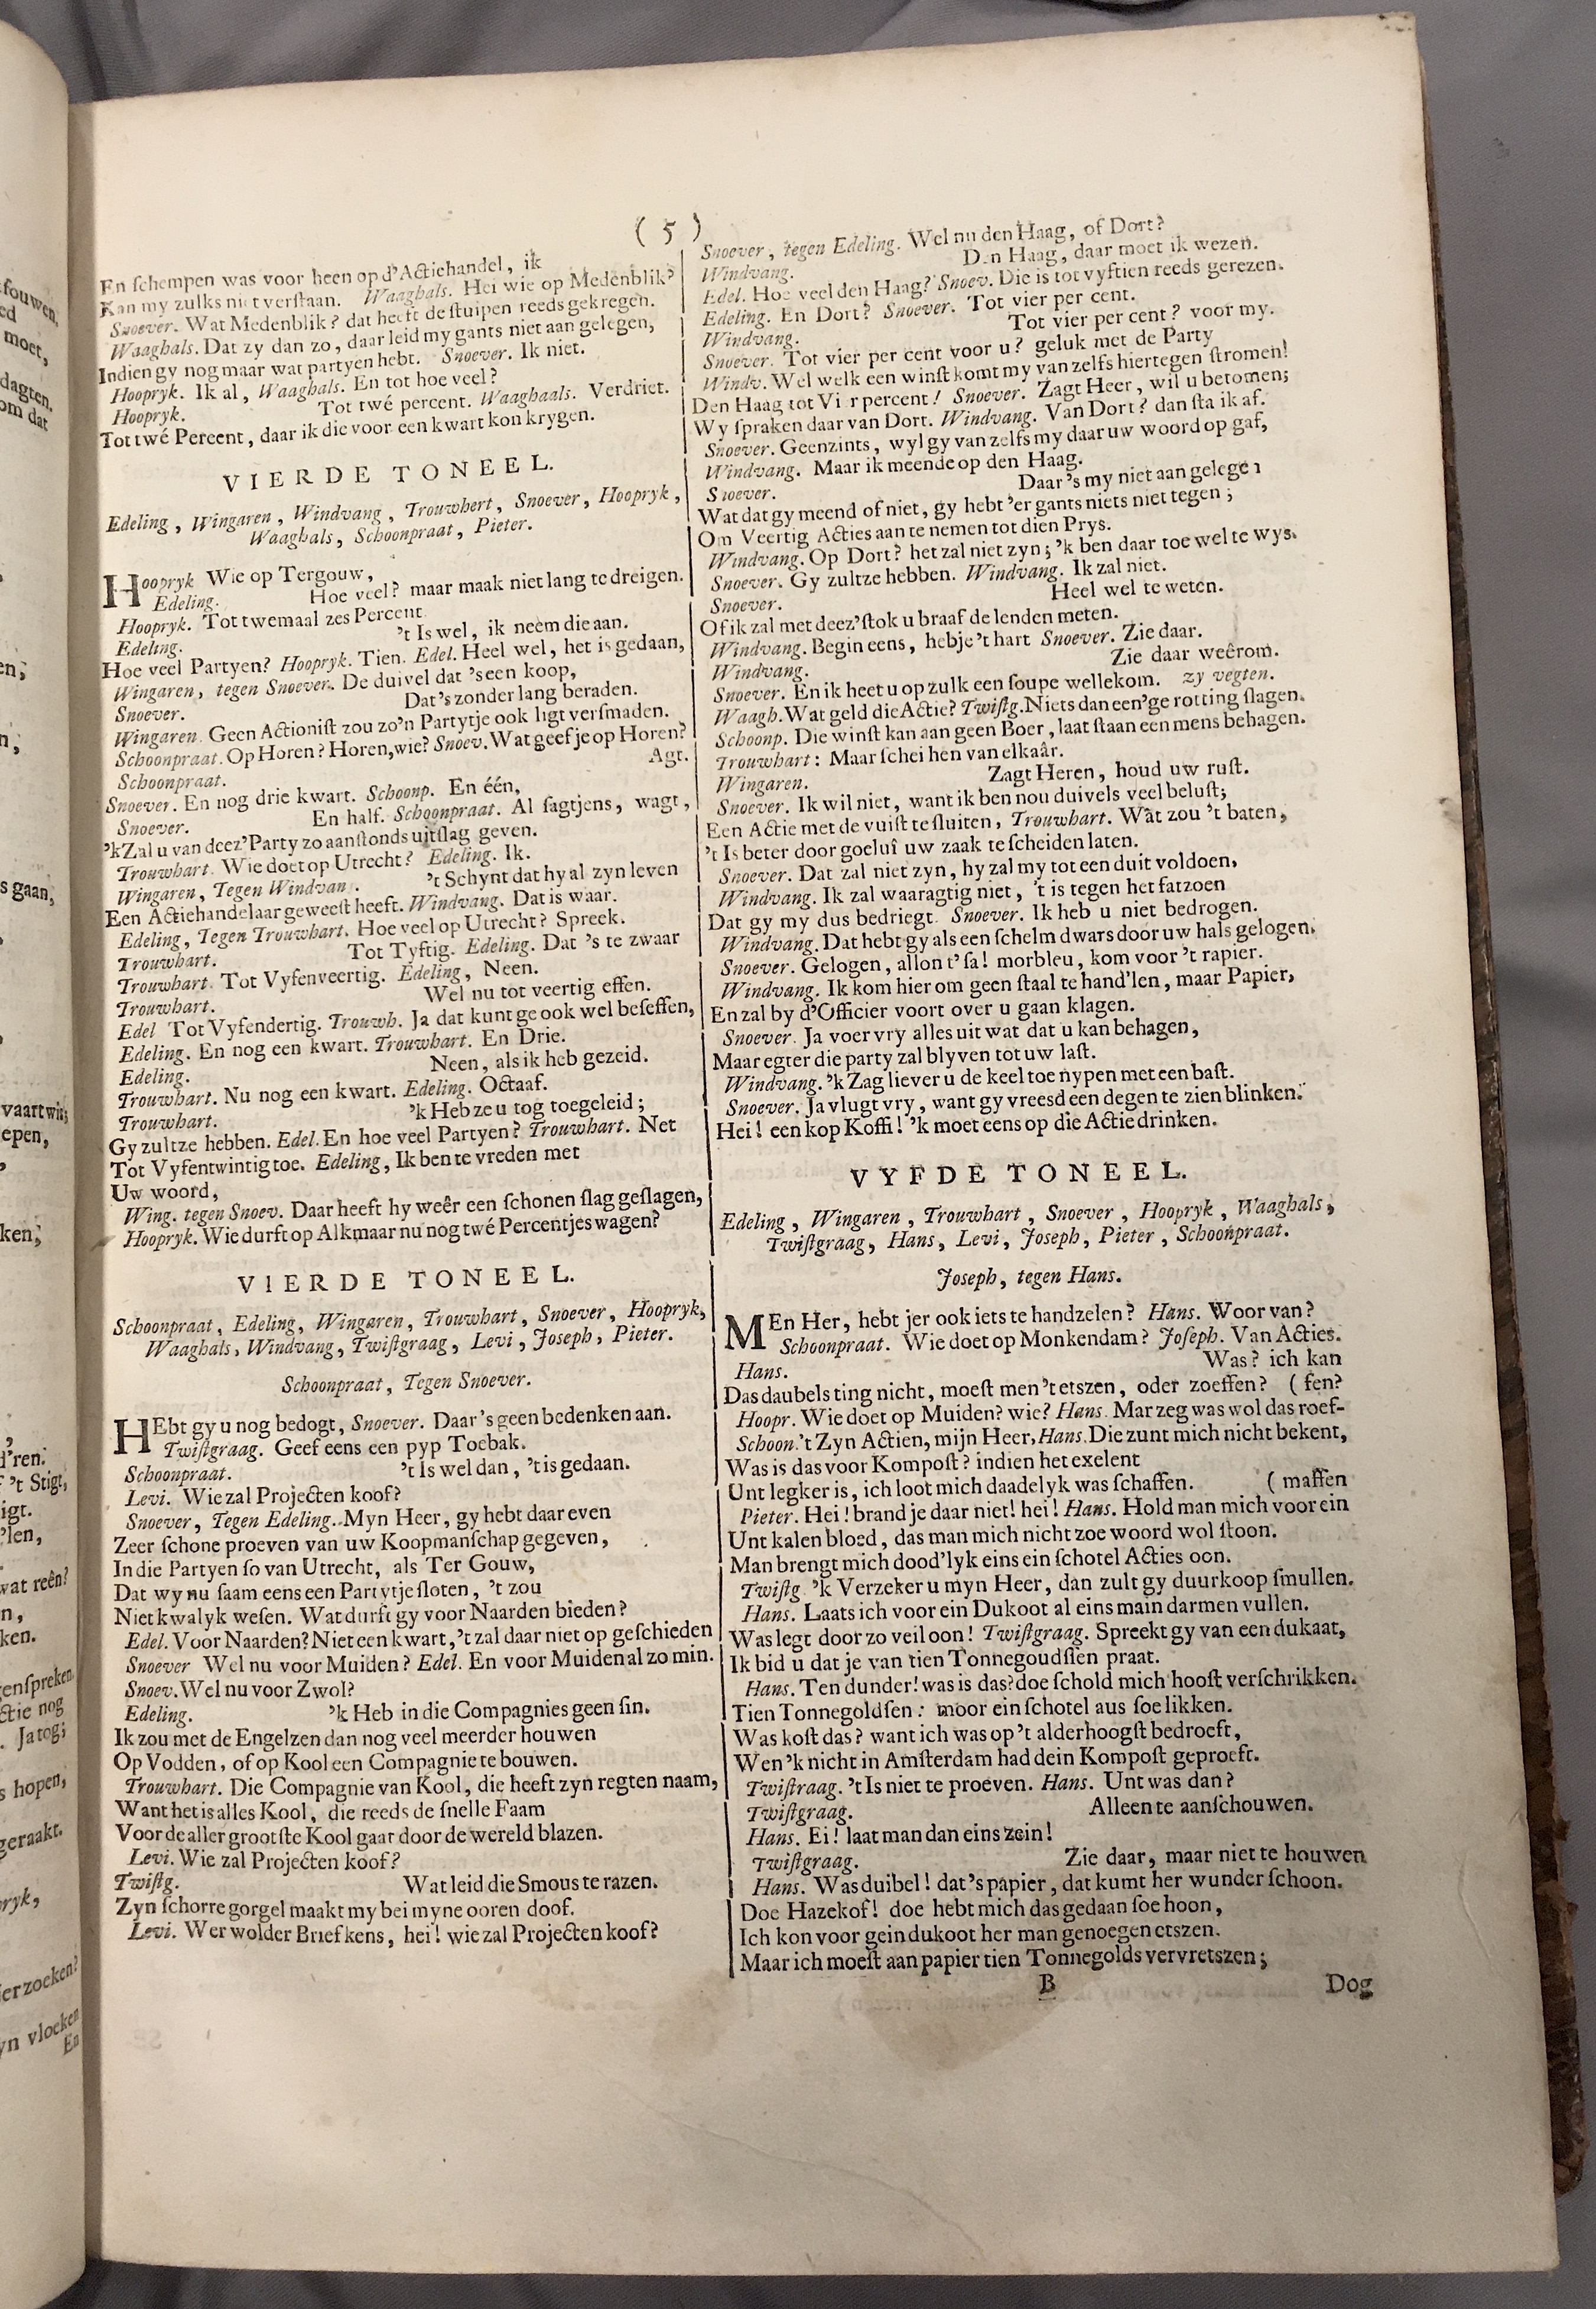 ( 5 )
En ſchempen was voor heen op d'Actiehandel, ik
Kan my zulks niet verſtaan. Waaghals. Hei wie op Medenblik?
Snoever. Wat Medenblik? dat heeft de ſtuipen reeds gekregen.
Waaghals. Dat zy dan zo, daar leid my gants niet aan gelegen,
Indien gy nog maar wat partyen hebt. Snoever. Ik niet.
Hoopryk. Ik al, Waaghals. En tot hoe veel?
Hoopryk. Tot twé percent. Waaghaals. Verdriet.
Tot twé Percent, daar ik die voor een kwart kon krygen.
VIERDE TONEEL.
Edeling, Wingaren, Windvang, Trouwhert, Snoever, Hoopryk,
Waaghals, Schoonpraat, Pieter.
Hoopryk Wie op Tergouw,
Edeling. Hoe veel? maar maak niet lang te dreigen.
Hoopryk. Tot twemaal zes Percent.
Edeling. 't Is wel, ik neem die aan.
Hoe veel Partyen? Hoopryk. Tien. Edel. Heel wel, het is gedaan,
Wingaren, tegen Snoever. De duivel dat 's een koop,
Snoever. Dat's zonder lang beraden.
Wingaren. Geen Actioniſt zou zo'n Partytje ook ligt verſmaden.
Schoonpraat. Op Horen? Horen, wie? Snoev. Wat geef je op Horen?
Schoonpraat. Agt.
Snoever. En nog drie kwart. Schoonp. En één,
Snoever. En half. Schoonpraat. Al ſagtjens, wagt,
'k Zal u van deez' Party zo aanſtonds uitſlag geven.
Trouwhart. Wie doet op Utrecht? Edeling. Ik.
Wingaren, Tegen Windvan. 't Schynt dat hy al zyn leven
Een Actiehandelaar geweeſt heeft. Windvang. Dat is waar.
Edeling, Tegen Trouwhart. Hoe veel op Utrecht? Spreek.
Trouwhart. Tot Tyftig. Edeling. Dat 's te zwaar
Trouwhart. Tot Vyfenveertig. Edeling, Neen.
Trouwhart. Wel nu tot veertig effen.
Edel Tot Vyfendertig. Trouwh. Ja dat kunt ge ook wel beſeffen,
Edeling. En nog een kwart. Trouwhart. En Drie.
Edeling. Neen, als ik heb gezeid.
Trouwhart. Nu nog een kwart. Edeling. Octaaf.
Trouwhart. 'k Heb ze u tog toegeleid;
Gy zultze hebben. Edel. En hoe veel Partyen? Trouwhart. Net
Tot Vyfentwintig toe. Edeling, Ik ben te vreden met
Uw woord,
Wing. tegen Snoev. Daar heeft hy weêr een ſchonen ſlag geſlagen,
Hoopryk. Wie durft op Alkmaar nu nog twé Percentjes wagen?
VIERDE TONEEL.
Schoonpraat, Edeling, Wingaren, Trouwhart, Snoever, Hoopryk,
Waaghals, Windvang, Twiſtgraag, Levi, Joseph, Pieter.
Schoonpraat, Tegen Snoever.
HEbt gy u nog bedogt, Snoever. Daar's geen bedenken aan.
Twiſtgraag. Geef eens een pyp Toebak.
Schoonpraat. 't Is wel dan, 't is gedaan.
Levi. Wie zal Projecten koof?
Snoever, Tegen Edeling. Myn Heer, gy hebt daar even
Zeer ſchone proeven van uw Koopmanſchap gegeven,
In die Partyen ſo van Utrecht, als Ter Gouw,
Dat wy nu ſaam eens een Partytje ſloten, 't zou
Niet kwalyk weſen. Wat durft gy voor Naarden bieden?
Edel. Voor Naarden? Niet een kwart, 't zal daar niet op geſchieden
Snoever Wel nu voor Muiden? Edel. En voor Muiden al zo min.
Snoev. Wel nu voor Zwol?
Edeling. 'k Heb in die Compagnies geen ſin.
Ik zou met de Engelzen dan nog veel meerder houwen
Op Vodden, of op Kool een Compagnie te bouwen.
Trouwhart. Die Compagnie van Kool, die heeft zyn regten naam,
Want het is alles Kool, die reeds de ſnelle Faam
Voor de aller grootſte Kool gaat door de wereld blazen.
Levi. Wie zal Projecten koof?
Twiſtg. Wat leid die Smous te razen.
Zyn ſchorre gorgel maakt my bei myne ooren doof.
Levi. Wer wolder Briefkens, hei! wie zal Projecten koof?
Snoever, tegen Edeling. Wel nu den Haag, of Dort?
Windvang. Den Haag, daar moet ik wezen.
Edel. Hoe veel den Haag? Snoev. Die is tot vyftien reeds gerezen.
Edeling. En Dort? Snoever. Tot vier per cent.
Windvang. Tot vier per cent? voor my.
Snoever. Tot vier per cent voor u? geluk met de Party
Windv. Wel welk een winſt komt my van zelfs hier tegen ſtromen!
Den Haag tot Vier percent! Snoever. Zagt Heer, wil u betomen;
Wy ſpraken daar van Dort. Windvang. Van Dort? dan ſta ik af.
Snoever. Geenzints, wyl gy van zelfs my daar uw woord op gaf,
Windvang. Maar ik meende op den Haag.
Snoever. Daar's my niet aan gelegen
Wat dat gy meend of niet, gy hebt 'er gants niets niet tegen;
Om Veertig Acties aan te nemen tot dien Prys.
Windvang. Op Dort? het zal niet zyn; 'k ben daar toe wel te wys.
Snoever. Gy zultze hebben. Windvang. Ik zal niet.
Snoever. Heel wel te weten.
Of ik zal met deez' ſtok u braaf de lenden meten.
Windvang. Begin eens, heb je 't hart Snoever. Zie daar.
Windvang. Zie daar weêrom.
Snoever. En ik heet u op zulk een ſoupe wellekom. zy vegten.
Waagh. Wat geld die Actie? Twiſtg. Niets dan een'ge rotting ſlagen.
Schoonp. Die winſt kan aan geen Boer, laat ſtaan een mens behagen.
Trouwhart: Maar ſchei hen van elkaâr.
Wingaren. Zagt Heren, houd uw ruſt.
Snoever. Ik wil niet, want ik ben nou duivels veel beluſt;
Een Actie met de vuiſt te ſluiten, Trouwhart. Wat zou 't baten,
't Is beter door goeluî uw zaak te ſcheiden laten.
Snoever. Dat zal niet zyn, hy zal my tot een duit voldoen,
Windvang. Ik zal waaragtig niet, 't is tegen het fatzoen
Dat gy my dus bedriegt. Snoever. Ik heb u niet bedrogen.
Windvang. Dat hebt gy als een ſchelm dwars door uw hals gelogen.
Snoever. Gelogen, allon t' ſa! morbleu, kom voor 't rapier.
Windvang. Ik kom hier om geen ſtaal te hand'len, maar Papier,
En zal by d'Officier voort over u gaan klagen.
Snoever. Ja voer vry alles uit wat dat u kan behagen,
Maar egter die party zal blyven tot uw laſt.
Windvang. 'k Zag liever u de keel toe nypen met een baſt.
Snoever. Ja vlugt vry, want gy vreesd een degen te zien blinken.
Hei! een kop Koffi! 'k moet eens op die Actie drinken.
VYFDE TONEEL.
Edeling, Wingaren, Trouwhart, Snoever, Hoopryk, Waaghals,
Twiſtgraag, Hans, Levi, Joseph, Pieter, Schoonpraat.
Joseph, tegen Hans.
MEn Her, hebt jer ook iets te handzelen? Hans. Woor van?
Schoonpraat. Wie doet op Monkendam? Joſeph. Van Acties.
Hans. Was? ich kan
Das daubels ting nicht, moeſt men 't etszen, oder zoeffen? ( fen?
Hoopr. Wie doet op Muiden? wie? Hans. Mar zeg was wol das roef-
Schoon. 't Zyn Actien, mijn Heer, Hans. Die zunt mich nicht bekent,
Was is das voor Kompoſt? indien het exelent
Unt legker is, ich loot mich daadelyk was ſchaffen. ( maffen
Pieter. Hei! brand je daar niet! hei! Hans. Hold man mich voor ein
Unt kalen bloed, das man mich nicht zoe woord wol ſtoon.
Man brengt mich dood'lyk eins ein ſchotel Acties oon.
Twiſtg 'k Verzeker u myn Heer, dan zult gy duurkoop ſmullen.
Hans. Laats ich voor ein Dukoot al eins main darmen vullen.
Was legt door zo veil oon! Twiſtgraag. Spreekt gy van een dukaat,
Ik bid u dat je van tien Tonnegoudſſen praat.
Hans. Ten dunder! was is das? doe ſchold mich hooſt verſchrikken.
Tien Tonnegoldſen: moor ein ſchotel aus ſoe likken.
Was koſt das? want ich was op 't alderhoogſt bedroeft,
Wen 'k nicht in Amſterdam had dein Kompoſt geproeft.
Twiſtraag. 't Is niet te proeven. Hans. Unt was dan?
Twiſtgraag. Alleen te aanſchouwen.
Hans. Ei! laat man dan eins zein!
Twiſtgraag. Zie daar, maar niet te houwen
Hans. Was duibel! dat's papier, dat kumt her wunder ſchoon.
Doe Hazekof! doe hebt mich das gedaan ſoe hoon,
Ich kon voor gein dukoot her man genoegen etszen.
Maar ich moeſt aan papier tien Tonnegolds vervretszen;
B Dog